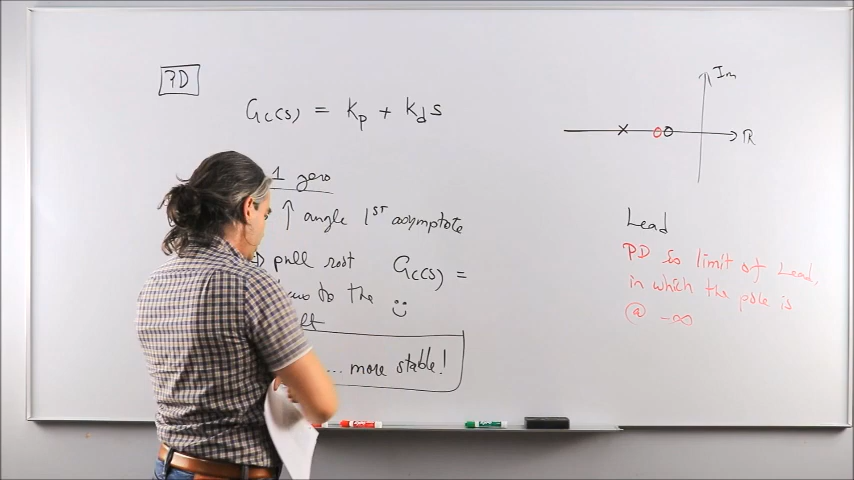 PD
Gc(s) = Kp + Kd s
1 zero
↑ angle 1ST asymptote
pull root
to the
... more stable!
Gc(s) =
Im
R
Lead
PD is limit of Lead,
in which the pole is
@ -∞